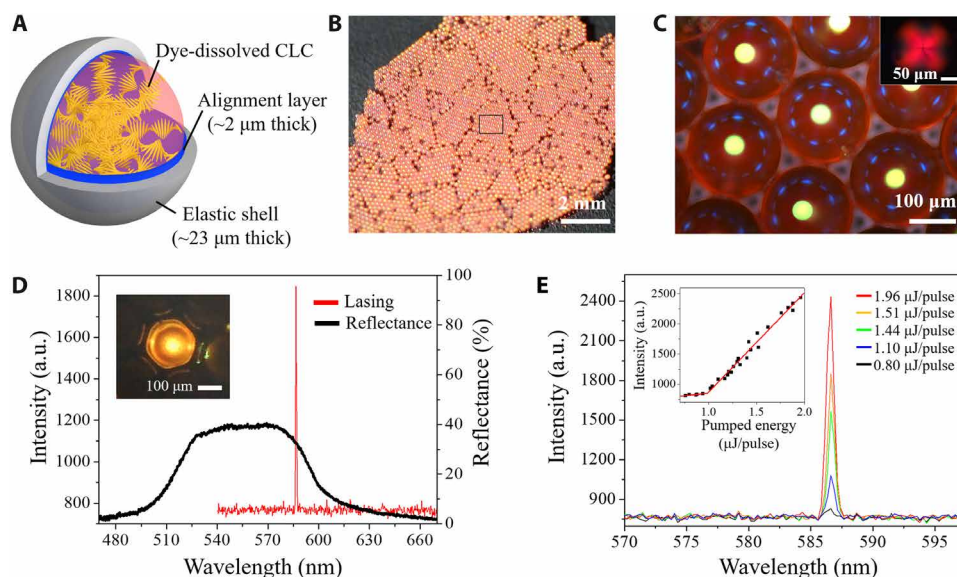 A
Dye-dissolved CLC
Alignment layer
(~2 μm thick)
Elastic shell
(~23 μm thick)
B
2 mm
C
50 μm
100 μm
D
1800
1600
1400
1200
1000
800
Intensity (a.u.)
100
80
60
40
20
0
Reflectance (%)
Lasing
Reflectance
100 μm
480 510 540 570 600 630 660
Wavelength (nm)
E
2400
2100
1800
1500
1200
900
Intensity (a.u.)
1.96 μJ/pulse
1.51 μJ/pulse
1.44 μJ/pulse
1.10 μJ/pulse
0.80 μJ/pulse
2500
2000
1500
1000
Intensity (a.u.)
1.0 1.5 2.0
Pumped energy
(μJ/pulse)
570 575 580 585 590 595
Wavelength (nm)